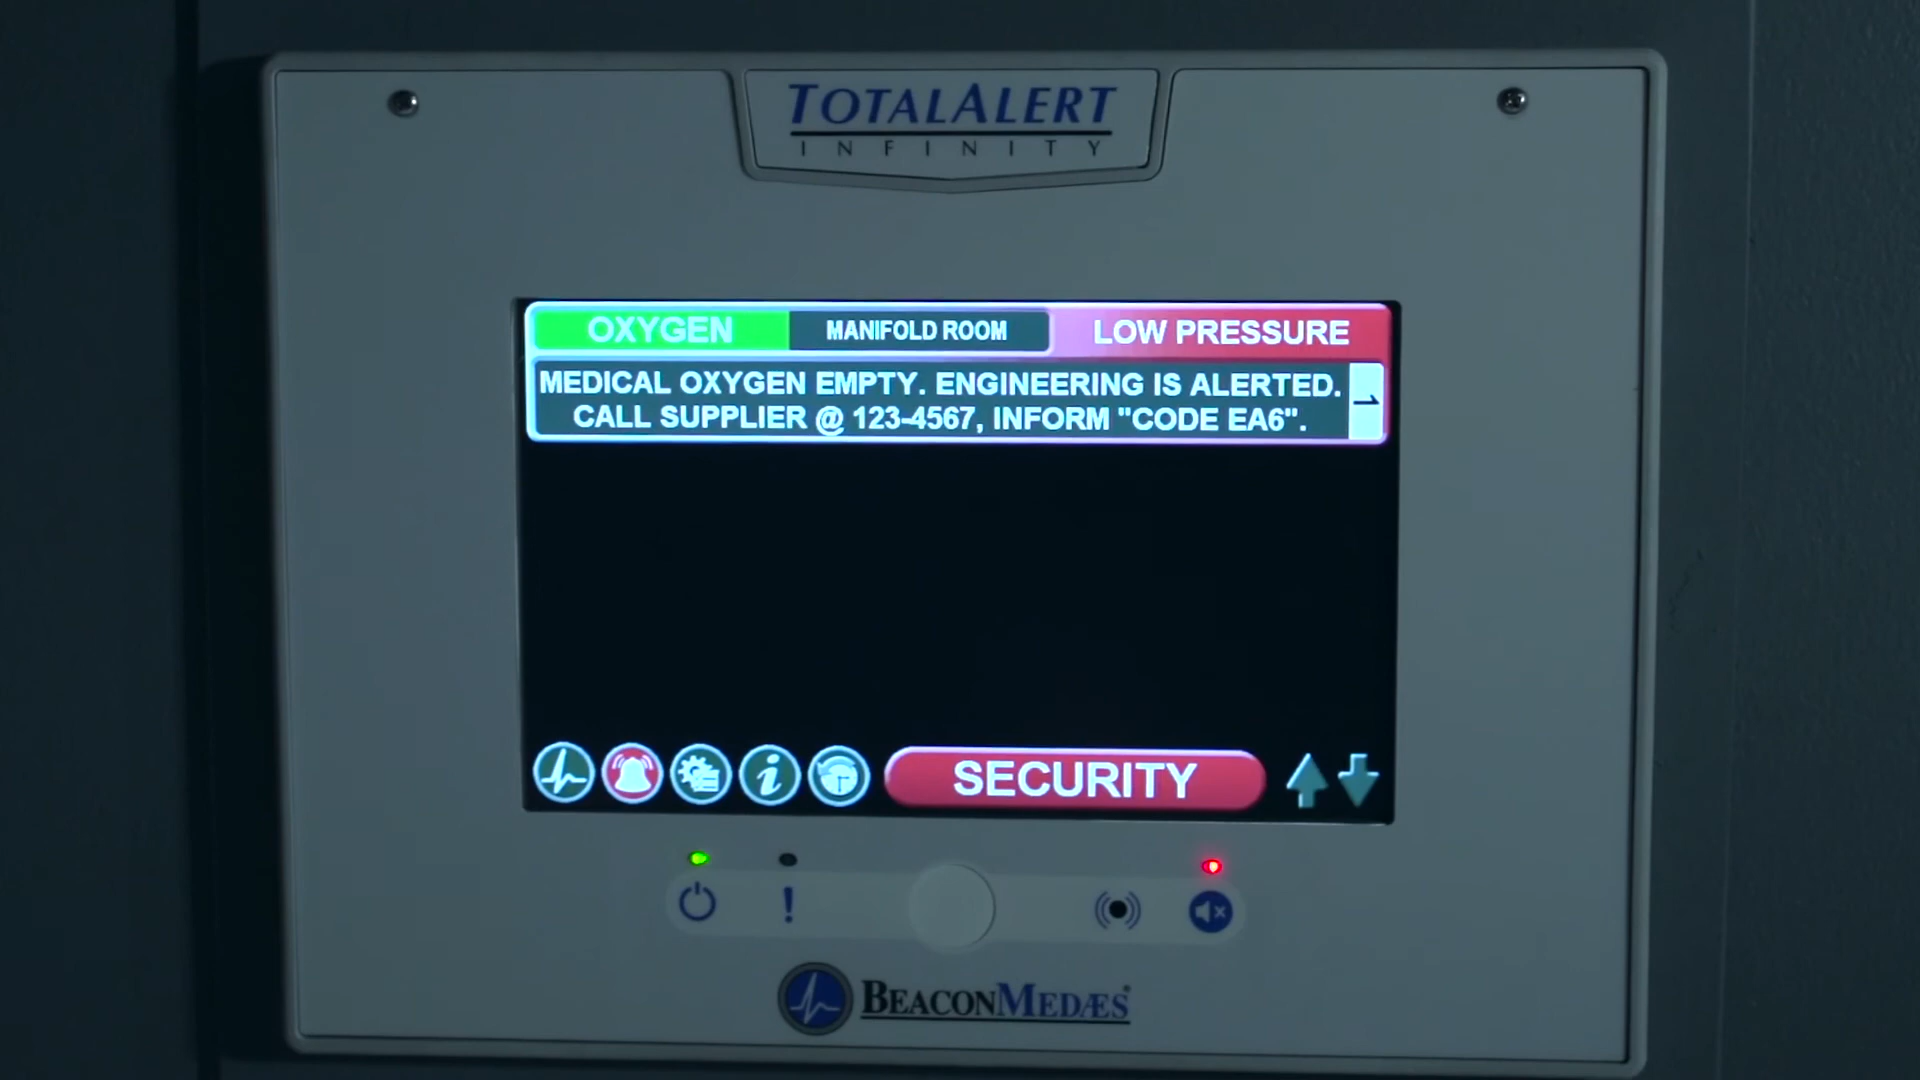 TOTALALERT
INFINITY
OXYGEN MANIFOLD ROOM LOW PRESSURE
MEDICAL OXYGEN EMPTY. ENGINEERING IS ALERTED. 1
CALL SUPPLIER @ 123-4567, INFORM "CODE EA6".
i SECURITY
!
BEACONMEDÆS®